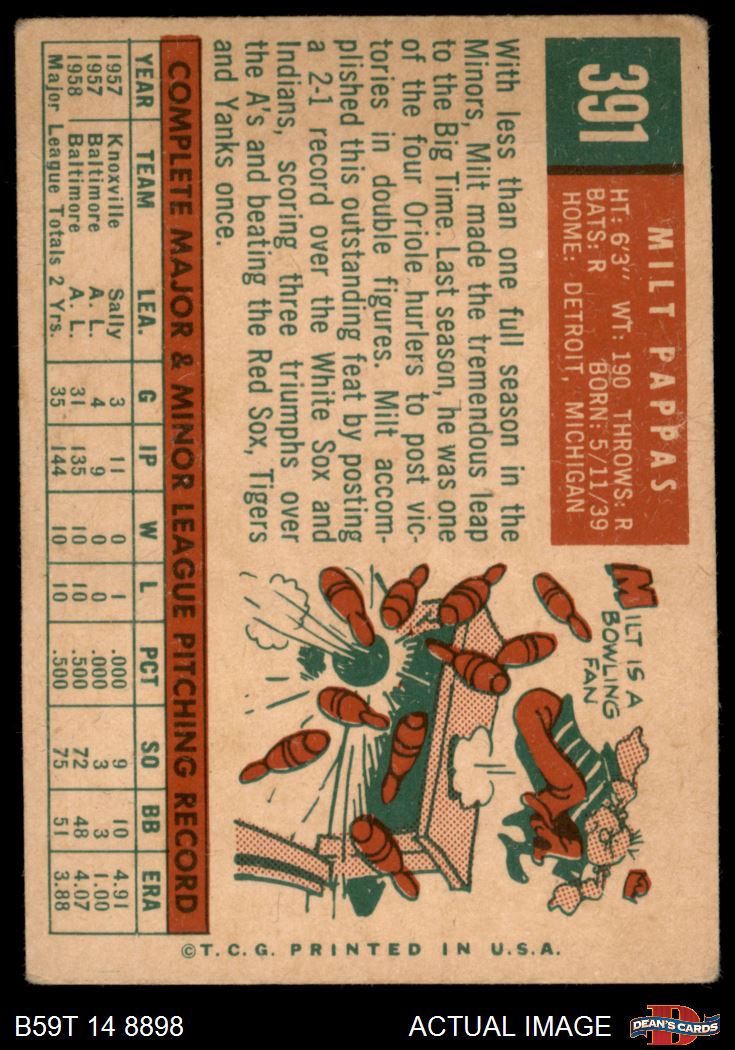 391
MILT PAPPAS
HT: 6'3" WT: 190 THROWS: R
BATS: R BORN: 5/11/39
HOME: DETROIT, MICHIGAN
With less than one full season in the
Minors, Milt made the tremendous leap
to the Big Time. Last season, he was one
of the four Oriole hurlers to post vic-
tories in double figures. Milt accom-
plished this outstanding feat by posting
a 2-1 record over the White Sox and
Indians, scoring three triumphs over
the A's and beating the Red Sox, Tigers
and Yanks once.
MILT IS A
BOWLING
FAN
COMPLETE MAJOR & MINOR LEAGUE PITCHING RECORD
YEAR TEAM LEA. G IP W L PCT SO BB ERA
1957 Knoxville Sally 3 11 0 1 .000 9 10 4.91
1957 Baltimore A. L. 4 9 0 0 .000 3 3 1.00
1958 Baltimore A. L. 31 135 10 10 .500 72 48 4.07
Major League Totals 2 Yrs. 35 144 10 10 .500 75 51 3.88
©T.C.G. PRINTED IN U.S.A.
B59T 14 8898
ACTUAL IMAGE
D
DEAN'S CARDS